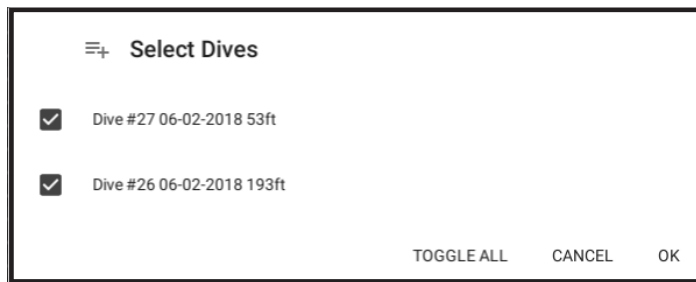 Select Dives
Dive #27 06-02-2018 53ft
Dive #26 06-02-2018 193ft
TOGGLE ALL CANCEL OK